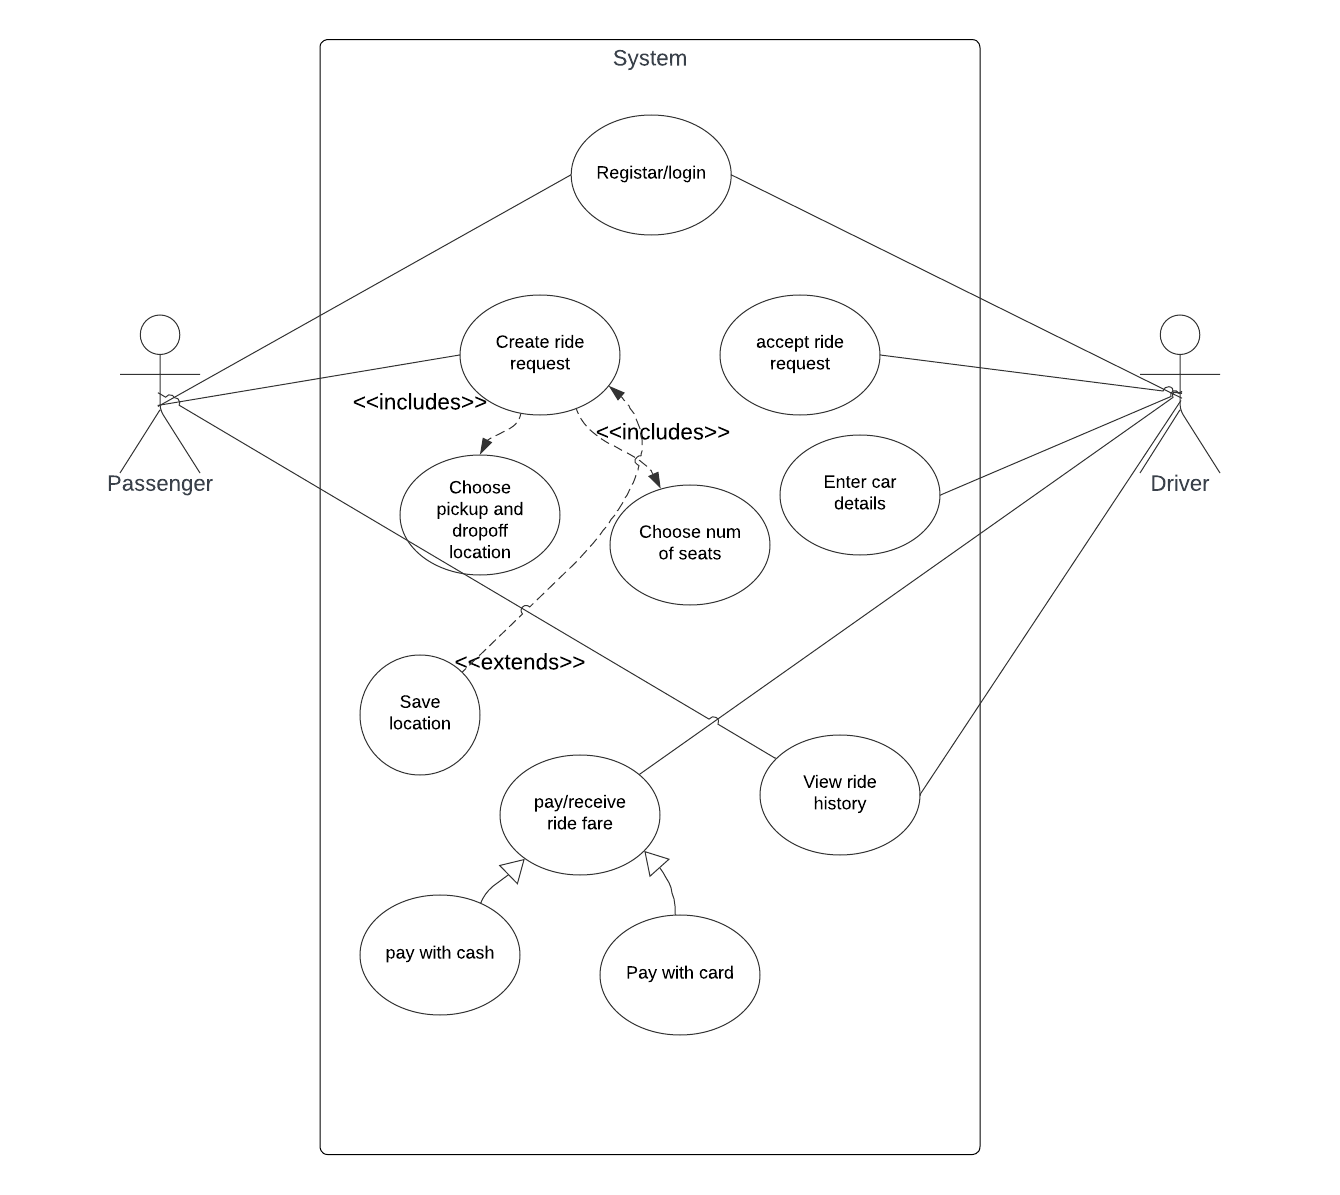 System
Registar/login
Create ride
request
accept ride
request
<<includes>>
<<includes>>
Choose
pickup and
dropoff
location
Choose num
of seats
Enter car
details
Passenger
Driver
<<extends>>
Save
location
pay/receive
ride fare
View ride
history
pay with cash
Pay with card